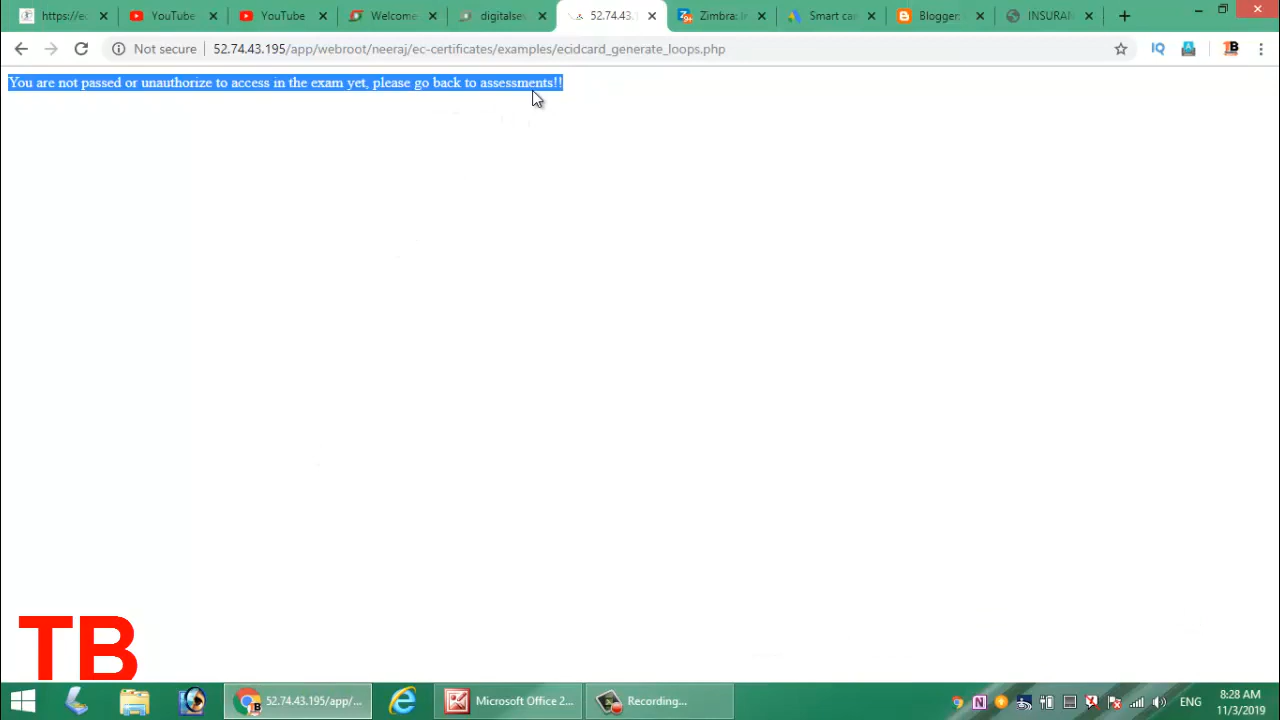 https://ec
YouTube
YouTube
Welcome
digitalse
52.74.43.
Zimbra: I
Smart ca
Blogger:
INSURAN
Not secure
52.74.43.195/app/webroot/neeraj/ec-certificates/examples/ecidcard_generate_loops.php
IQ
TB
You are not passed or unauthorize to access in the exam yet, please go back to assessments!!
TB
52.74.43.195/app/...
Microsoft Office 2...
Recording...
ENG
8:28 AM
11/3/2019